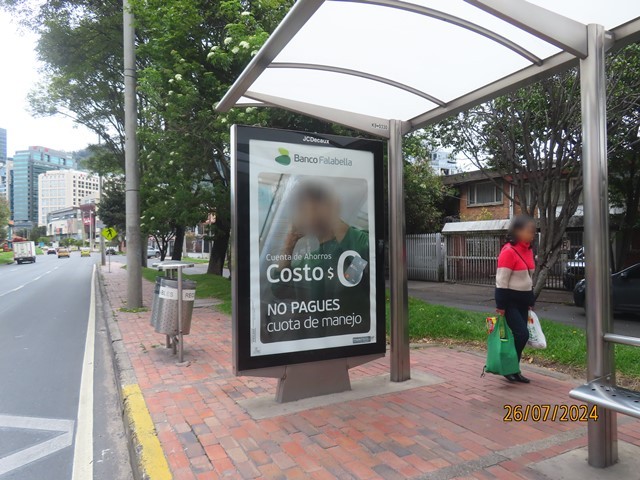 JCDecaux
Banco Falabella
Cuenta de Ahorros
Costo $0
NO PAGUES
cuota de manejo
26/07/2024